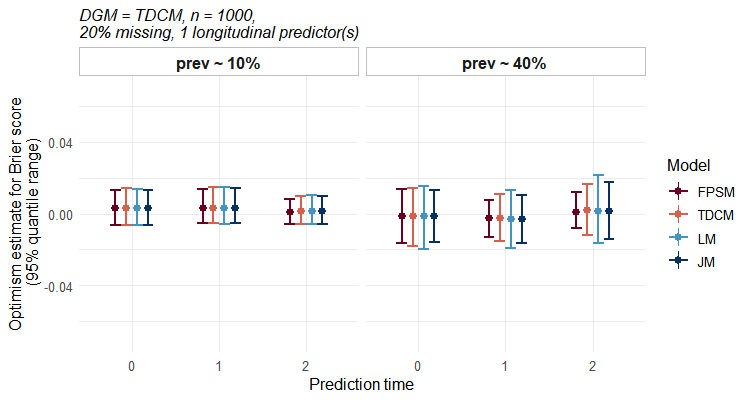 DGM = TDCM, n = 1000,
20% missing, 1 longitudinal predictor(s)
prev ~ 10%
prev ~ 40%
Optimism estimate for Brier score
(95% quantile range)
0.04
0.00
-0.04
0
1
2
0
1
2
Prediction time
Model
FPSM
TDCM
LM
JM